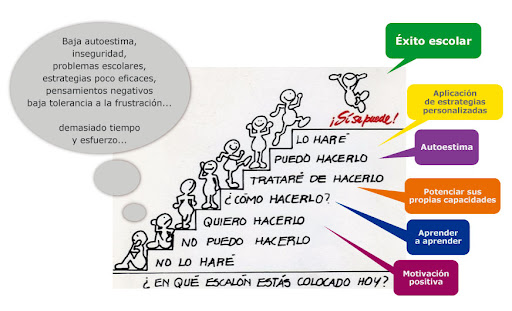 Baja autoestima,
inseguridad,
problemas escolares,
estrategias poco eficaces,
pensamientos negativos
baja tolerancia a la frustración...
demasiado tiempo
y esfuerzo...
Éxito escolar
¡Sí se puede!
Aplicación
de estrategias
personalizadas
LO HARÉ
PUEDO HACERLO
Autoestima
TRATARÉ DE HACERLO
Potenciar sus
propias capacidades
¿CÓMO HACERLO?
QUIERO HACERLO
Aprender
a aprender
NO PUEDO HACERLO
NO LO HARÉ
Motivación
positiva
¿EN QUÉ ESCALÓN ESTÁS COLOCADO HOY?